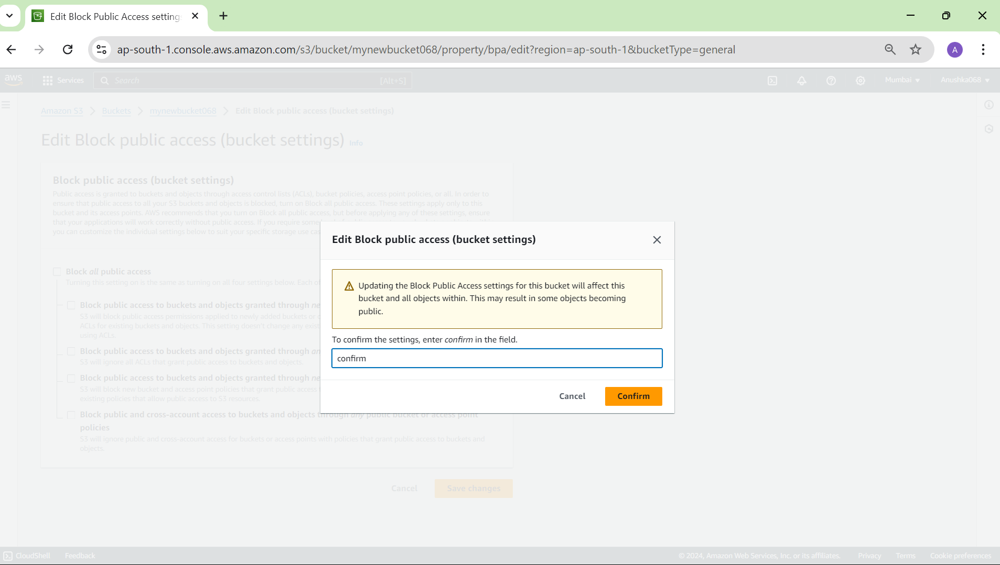 Edit Block Public Access setting
ap-south-1.console.aws.amazon.com/s3/bucket/mynewbucket068/property/bpa/edit?region=ap-south-1&bucketType=general
A
aws
Services
Search
[Alt+S]
Mumbai
Anushka068
Amazon S3
Buckets
mynewbucket068
Edit Block public access (bucket settings)
Edit Block public access (bucket settings) Info
Block public access (bucket settings)
Public access is granted to buckets and objects through access control lists (ACLs), bucket policies, access point policies, or all. In order to
ensure that public access to all your S3 buckets and objects is blocked, turn on Block all public access. These settings apply only to this
bucket and its access points. AWS recommends that you turn on Block all public access, but before applying any of these settings, ensure
that your applications will work correctly without public access. If you require some
you can customize the individual settings below to suit your specific storage use cas
Block all public access
Turning this setting on is the same as turning on all four settings below. Each of
Block public access to buckets and objects granted through ne
S3 will block public access permissions applied to newly added buckets or o
ACLs for existing buckets and objects. This setting doesn't change any exist
using ACLs.
Block public access to buckets and objects granted through an
S3 will ignore all ACLs that grant public access to buckets and objects.
Block public access to buckets and objects granted through ne
S3 will block new bucket and access point policies that grant public access
existing policies that allow public access to S3 resources.
Block public and cross-account access to buckets and objects through any public bucket or access point
policies
S3 will ignore public and cross-account access for buckets or access points with policies that grant public access to buckets and
objects.
Cancel
Save changes
Edit Block public access (bucket settings)
Updating the Block Public Access settings for this bucket will affect this
bucket and all objects within. This may result in some objects becoming
public.
To confirm the settings, enter confirm in the field.
confirm
Cancel
Confirm
CloudShell
Feedback
© 2024, Amazon Web Services, Inc. or its affiliates.
Privacy
Terms
Cookie preferences